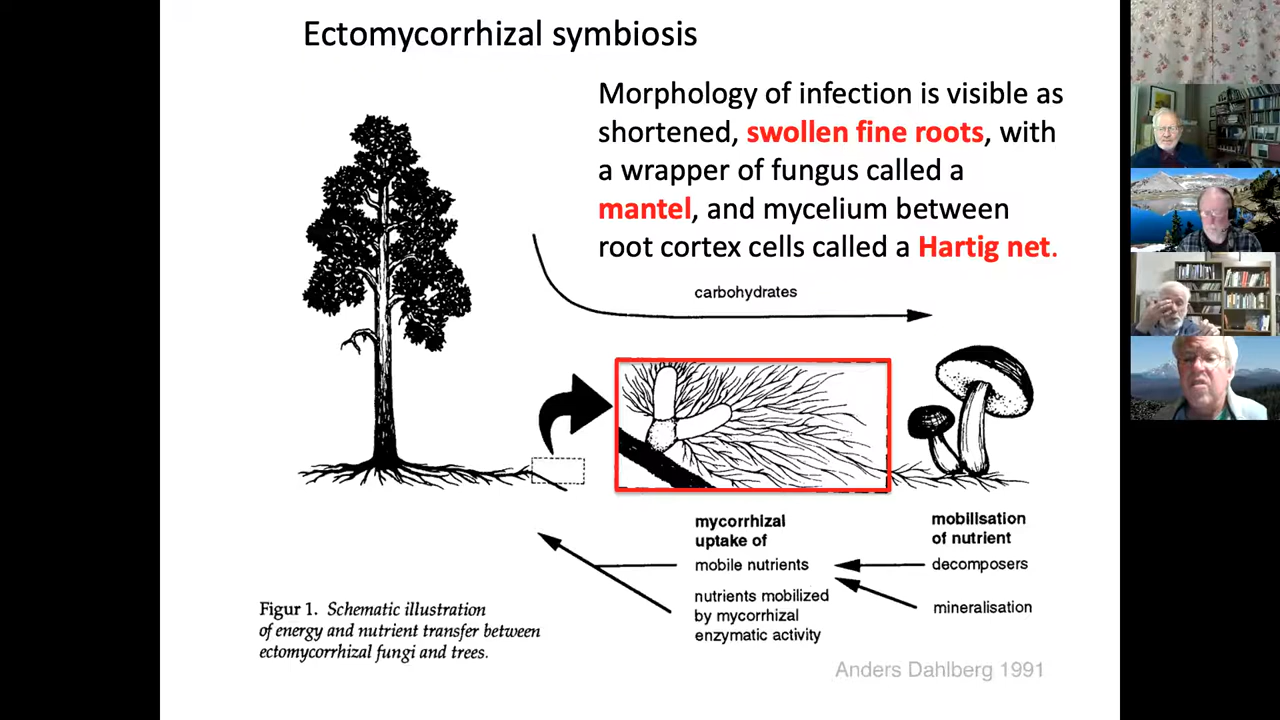 Ectomycorrhizal symbiosis
Morphology of infection is visible as
shortened, swollen fine roots, with
a wrapper of fungus called a
mantel, and mycelium between
root cortex cells called a Hartig net.
carbohydrates
mycorrhizal
uptake of
mobile nutrients
nutrients mobilized
by mycorrhizal
enzymatic activity
mobilisation
of nutrient
decomposers
mineralisation
Figur 1. Schematic illustration
of energy and nutrient transfer between
ectomycorrhizal fungi and trees.
Anders Dahlberg 1991